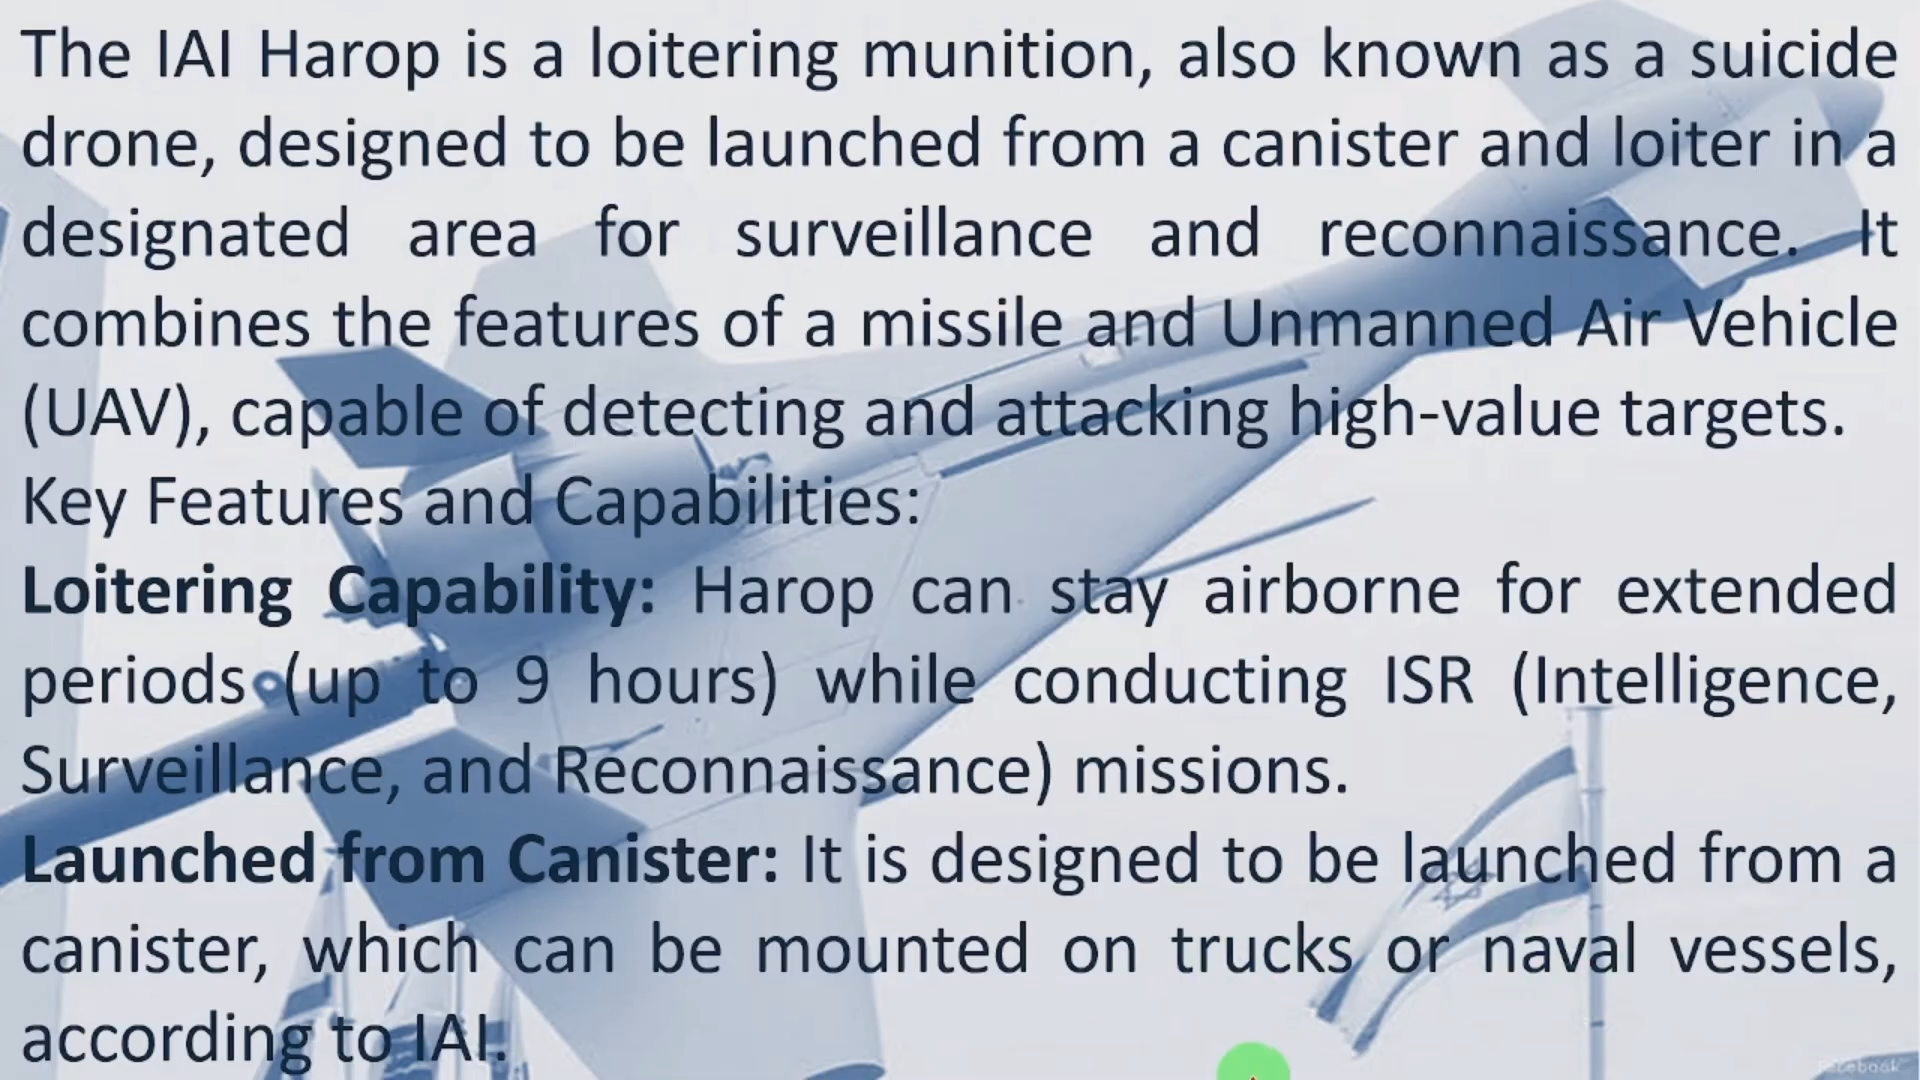 The IAI Harop is a loitering munition, also known as a suicide
drone, designed to be launched from a canister and loiter in a
designated area for surveillance and reconnaissance. It
combines the features of a missile and Unmanned Air Vehicle
(UAV), capable of detecting and attacking high-value targets.
Key Features and Capabilities:
Loitering Capability: Harop can stay airborne for extended
periods (up to 9 hours) while conducting ISR (Intelligence,
Surveillance, and Reconnaissance) missions.
Launched from Canister: It is designed to be launched from a
canister, which can be mounted on trucks or naval vessels,
according to IAI.
facebook